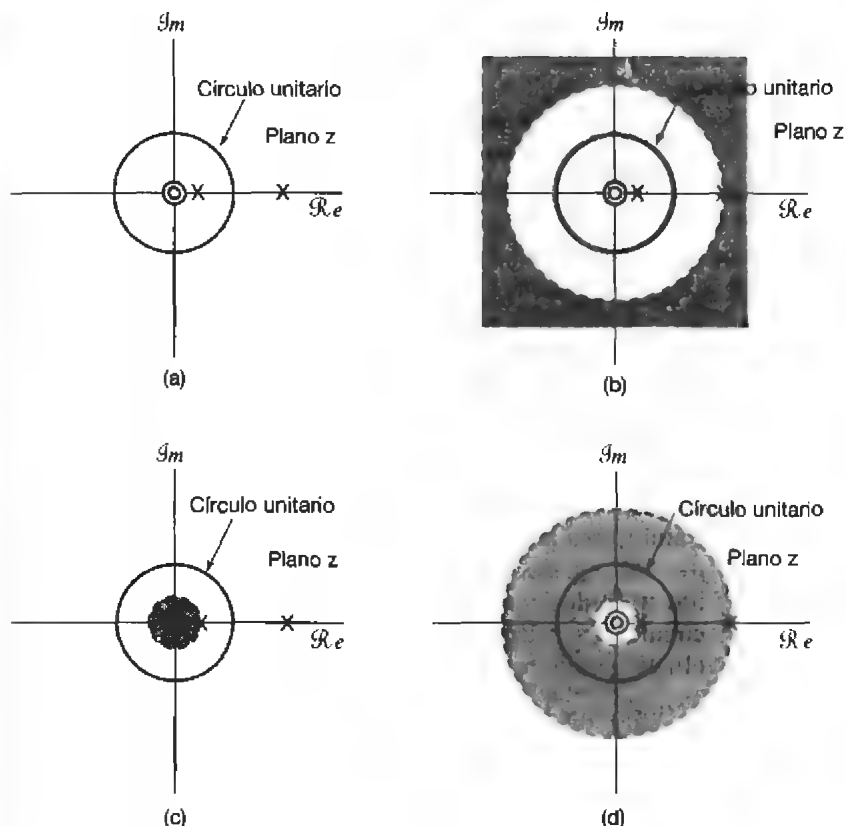 𝒥m
Círculo unitario
Plano z
ℛe
(a)
𝒥m
unitario
Plano z
ℛe
(b)
𝒥m
Círculo unitario
Plano z
ℛe
(c)
𝒥m
Círculo unitario
Plano z
ℛe
(d)